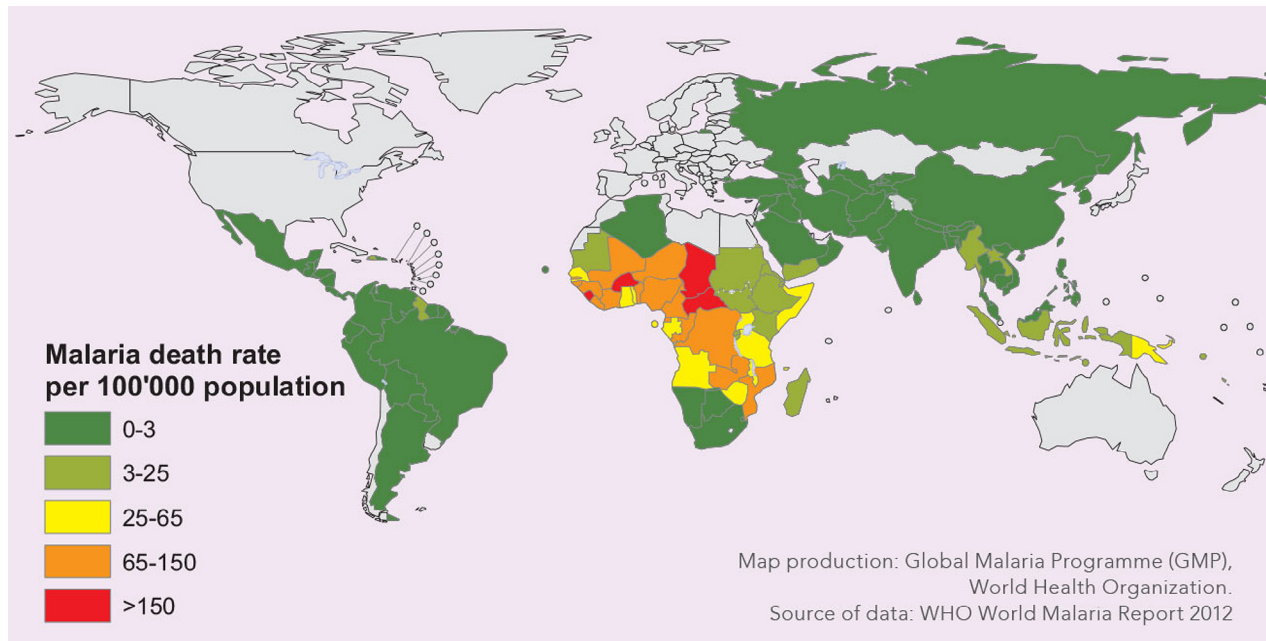 Malaria death rate
per 100'000 population
0-3
3-25
25-65
65-150
>150
Map production: Global Malaria Programme (GMP),
World Health Organization.
Source of data: WHO World Malaria Report 2012